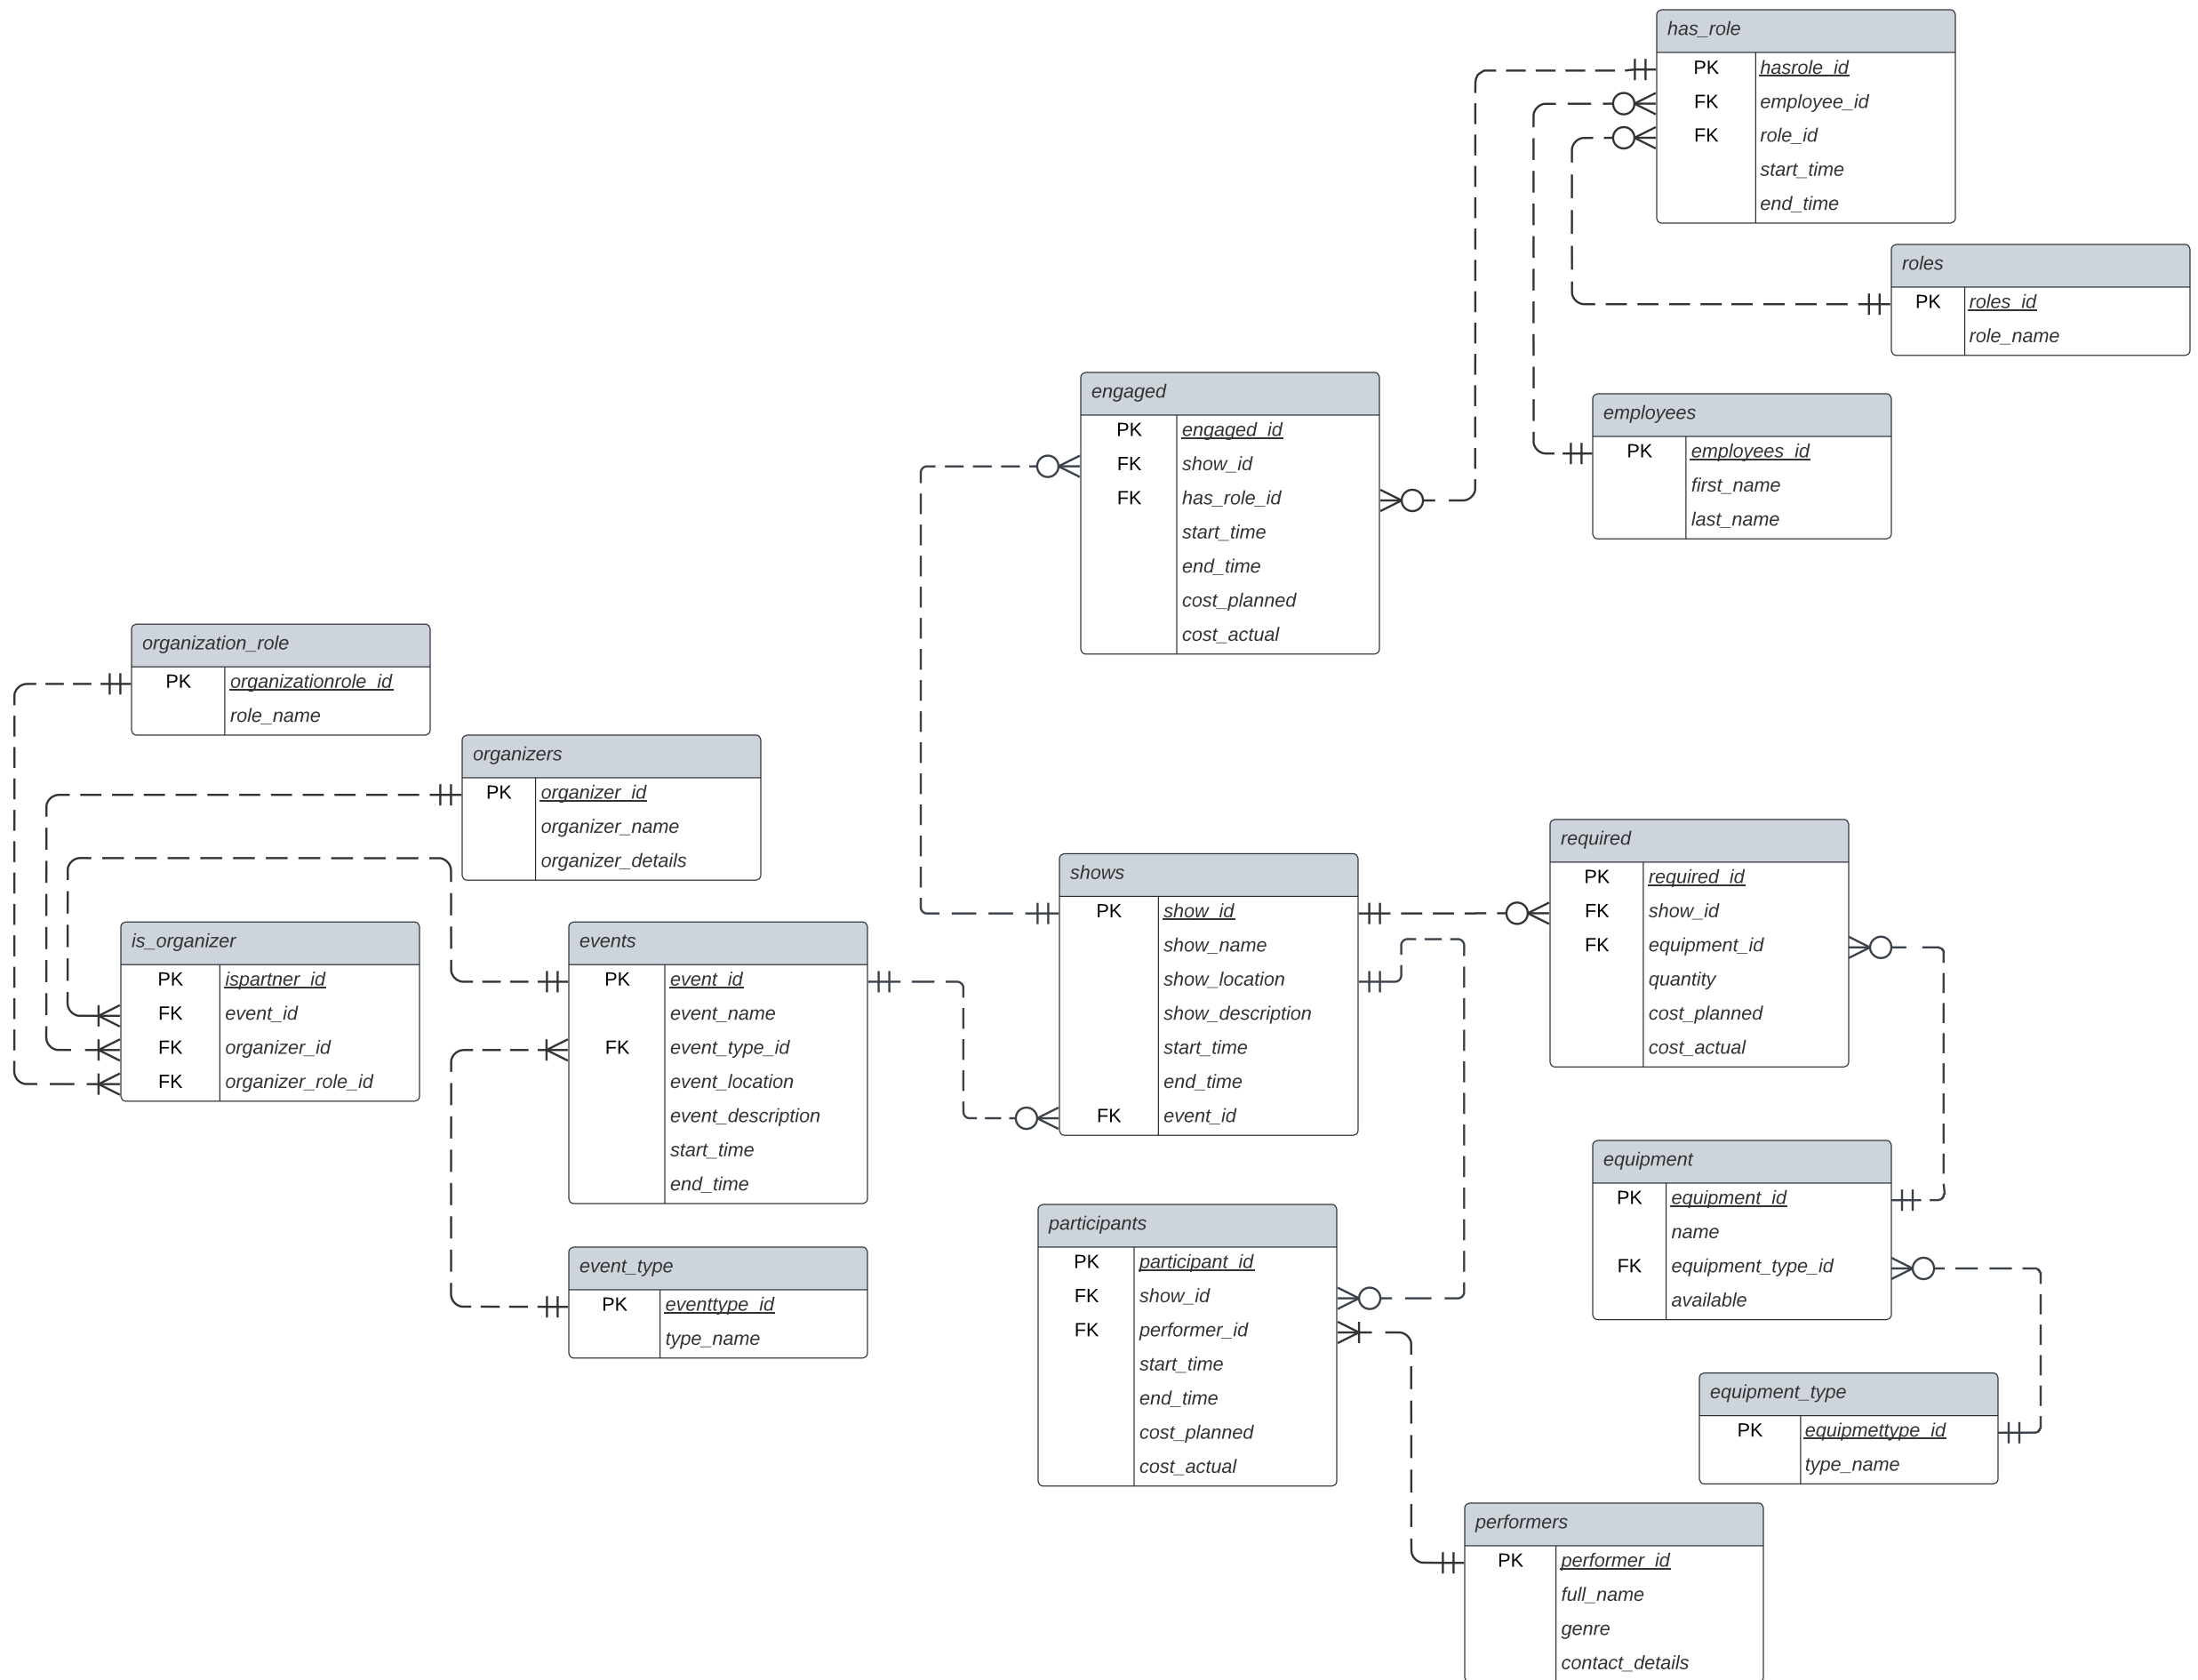 has_role
PK hasrole_id
FK employee_id
FK role_id
start_time
end_time
roles
PK roles_id
role_name
engaged
PK engaged_id
FK show_id
FK has_role_id
start_time
end_time
cost_planned
cost_actual
employees
PK employees_id
first_name
last_name
organization_role
PK organizationrole_id
role_name
organizers
PK organizer_id
organizer_name
organizer_details
is_organizer
PK ispartner_id
FK event_id
FK organizer_id
FK organizer_role_id
events
PK event_id
event_name
FK event_type_id
event_location
event_description
start_time
end_time
event_type
PK eventtype_id
type_name
shows
PK show_id
show_name
show_location
show_description
start_time
end_time
FK event_id
required
PK required_id
FK show_id
FK equipment_id
quantity
cost_planned
cost_actual
participants
PK participant_id
FK show_id
FK performer_id
start_time
end_time
cost_planned
cost_actual
equipment
PK equipment_id
name
FK equipment_type_id
available
equipment_type
PK equipmettype_id
type_name
performers
PK performer_id
full_name
genre
contact_details